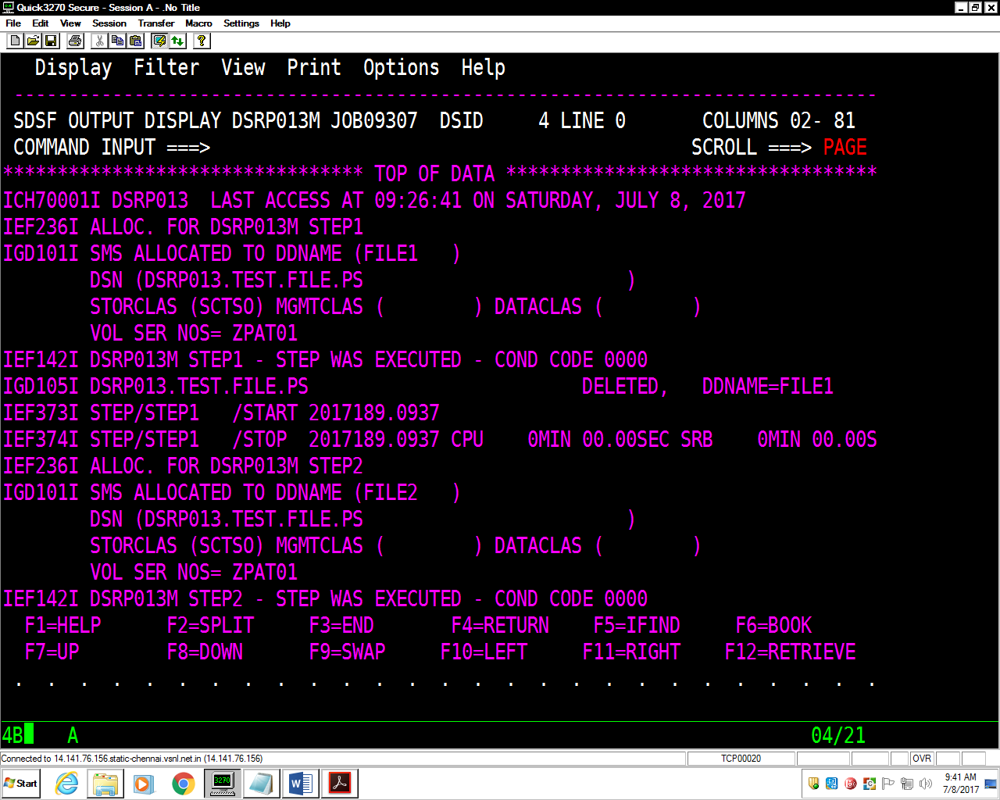 Quick3270 Secure - Session A - .No Title
File Edit View Session Transfer Macro Settings Help
Display Filter View Print Options Help
-------------------------------------------------------------------------------
SDSF OUTPUT DISPLAY DSRP013M JOB09307  DSID     4 LINE 0       COLUMNS 02- 81
COMMAND INPUT ===>                                            SCROLL ===> PAGE
********************************* TOP OF DATA **********************************
ICH70001I DSRP013  LAST ACCESS AT 09:26:41 ON SATURDAY, JULY 8, 2017
IEF236I ALLOC. FOR DSRP013M STEP1
IGD101I SMS ALLOCATED TO DDNAME (FILE1   )
        DSN (DSRP013.TEST.FILE.PS                        )
        STORCLAS (SCTSO) MGMTCLAS (        ) DATACLAS (        )
        VOL SER NOS= ZPAT01
IEF142I DSRP013M STEP1 - STEP WAS EXECUTED - COND CODE 0000
IGD105I DSRP013.TEST.FILE.PS                         DELETED,   DDNAME=FILE1
IEF373I STEP/STEP1   /START 2017189.0937
IEF374I STEP/STEP1   /STOP  2017189.0937 CPU    0MIN 00.00SEC SRB    0MIN 00.00S
IEF236I ALLOC. FOR DSRP013M STEP2
IGD101I SMS ALLOCATED TO DDNAME (FILE2   )
        DSN (DSRP013.TEST.FILE.PS                        )
        STORCLAS (SCTSO) MGMTCLAS (        ) DATACLAS (        )
        VOL SER NOS= ZPAT01
IEF142I DSRP013M STEP2 - STEP WAS EXECUTED - COND CODE 0000
F1=HELP      F2=SPLIT     F3=END       F4=RETURN    F5=IFIND     F6=BOOK
F7=UP        F8=DOWN      F9=SWAP     F10=LEFT     F11=RIGHT    F12=RETRIEVE
. . . . . . . . . . . . . . . . . . . . . . . . . . .
4B A 04/21
Connected to 14.141.76.156.static-chennai.vsnl.net.in (14.141.76.156) TCP00020 OVR
Start 3270 9:41 AM
7/8/2017